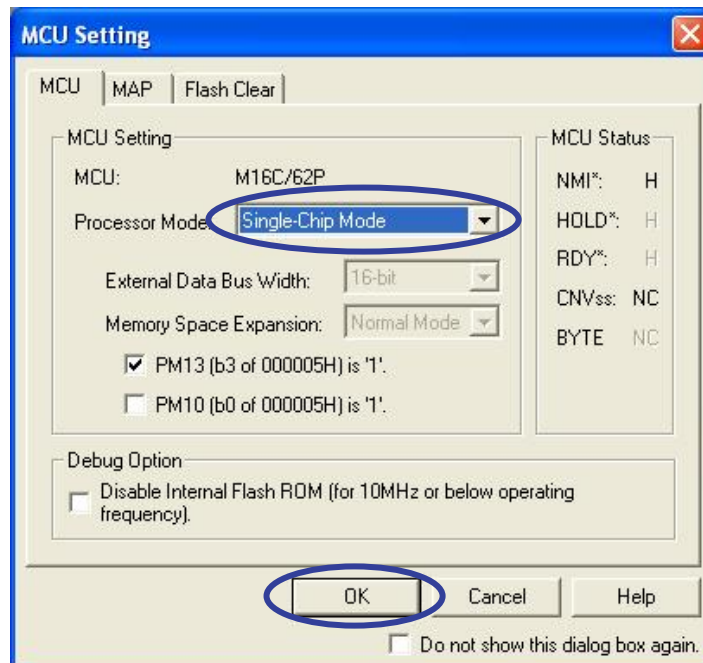 MCU Setting
MCU MAP Flash Clear
MCU Setting
MCU: M16C/62P
Processor Mode: Single-Chip Mode
External Data Bus Width: 16-bit
Memory Space Expansion: Normal Mode
PM13 (b3 of 000005H) is '1'.
PM10 (b0 of 000005H) is '1'.
MCU Status
NMI*: H
HOLD*: H
RDY*: H
CNVss: NC
BYTE NC
Debug Option
Disable Internal Flash ROM (for 10MHz or below operating
frequency).
OK Cancel Help
Do not show this dialog box again.